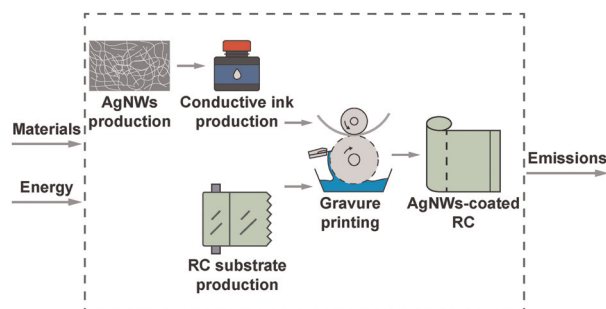 AgNWs
production
Conductive ink
production
Materials
Energy
RC substrate
production
Gravure
printing
AgNWs-coated
RC
Emissions